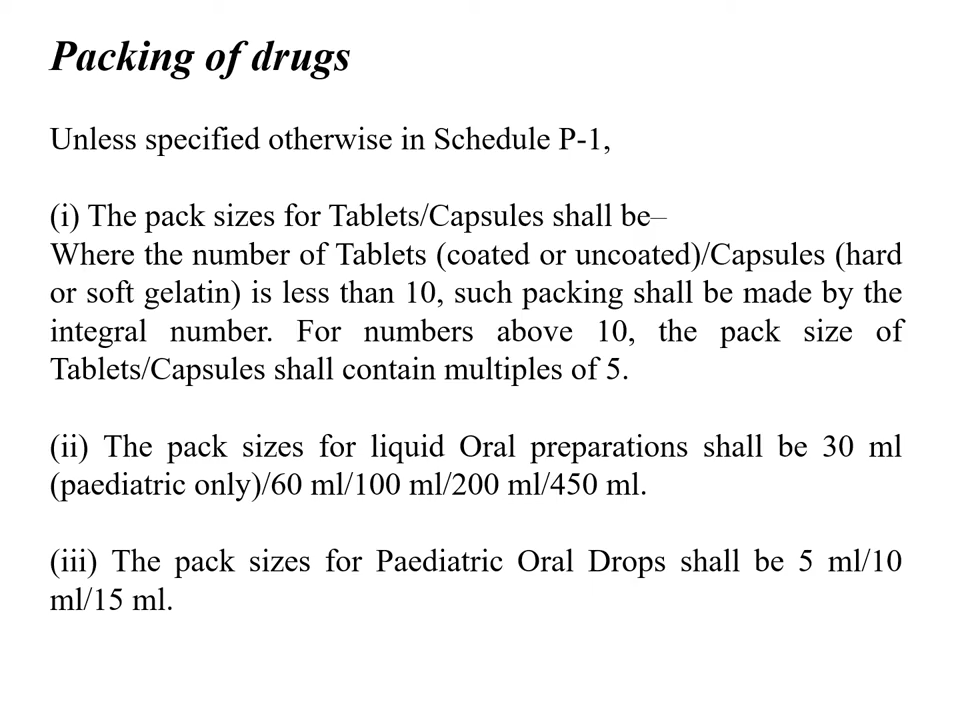 Packing of drugs
Unless specified otherwise in Schedule P-1,
(i) The pack sizes for Tablets/Capsules shall be–
Where the number of Tablets (coated or uncoated)/Capsules (hard
or soft gelatin) is less than 10, such packing shall be made by the
integral number. For numbers above 10, the pack size of
Tablets/Capsules shall contain multiples of 5.
(ii) The pack sizes for liquid Oral preparations shall be 30 ml
(paediatric only)/60 ml/100 ml/200 ml/450 ml.
(iii) The pack sizes for Paediatric Oral Drops shall be 5 ml/10
ml/15 ml.